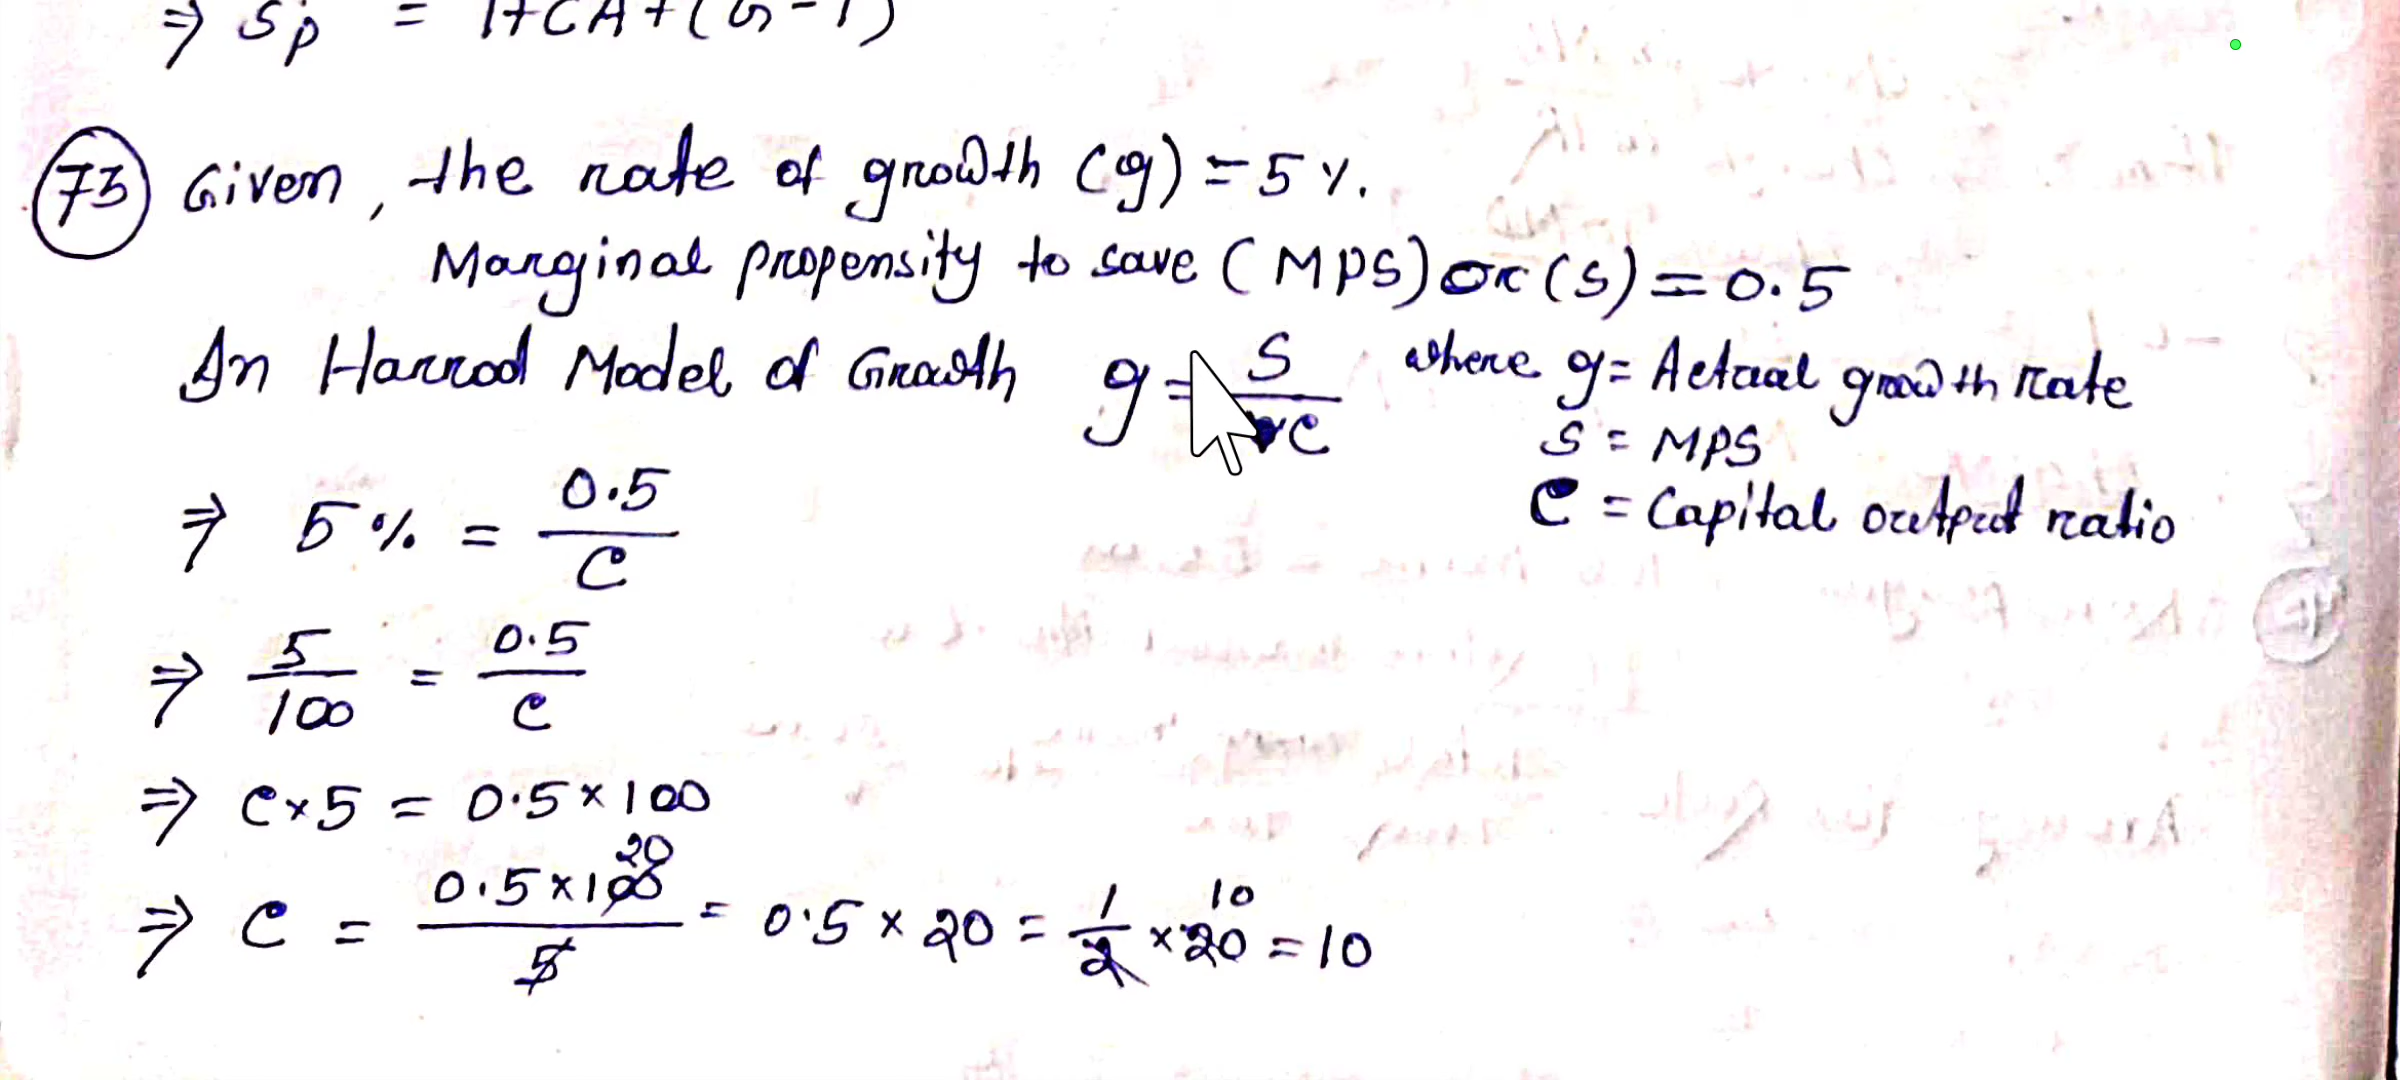 ⇒ Sp = I+CA+(G-T)
73 Given, the rate of growth (g) = 5%.
Marginal propensity to save (MPS) or (s) = 0.5
In Harrod Model of Growth g = S/C where g = Actual growth rate
S = MPS
C = Capital output ratio
⇒ 5% = 0.5/C
⇒ 5/100 = 0.5/C
⇒ C×5 = 0.5×100
⇒ C = 0.5×100/5 = 0.5×20 = 1/2 ×20 = 10
20
10